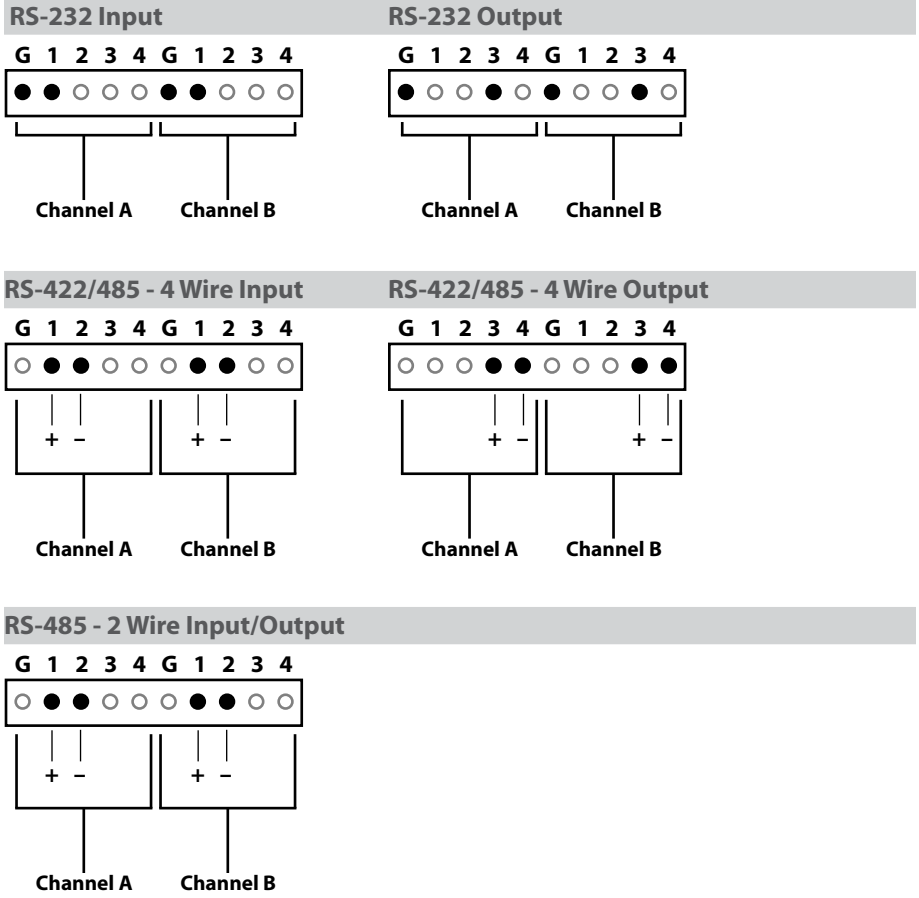 RS-232 Input RS-232 Output
G 1 2 3 4 G 1 2 3 4 G 1 2 3 4 G 1 2 3 4
Channel A Channel B Channel A Channel B
RS-422/485 - 4 Wire Input RS-422/485 - 4 Wire Output
G 1 2 3 4 G 1 2 3 4 G 1 2 3 4 G 1 2 3 4
+ – + – + – + –
Channel A Channel B Channel A Channel B
RS-485 - 2 Wire Input/Output
G 1 2 3 4 G 1 2 3 4
+ – + –
Channel A Channel B